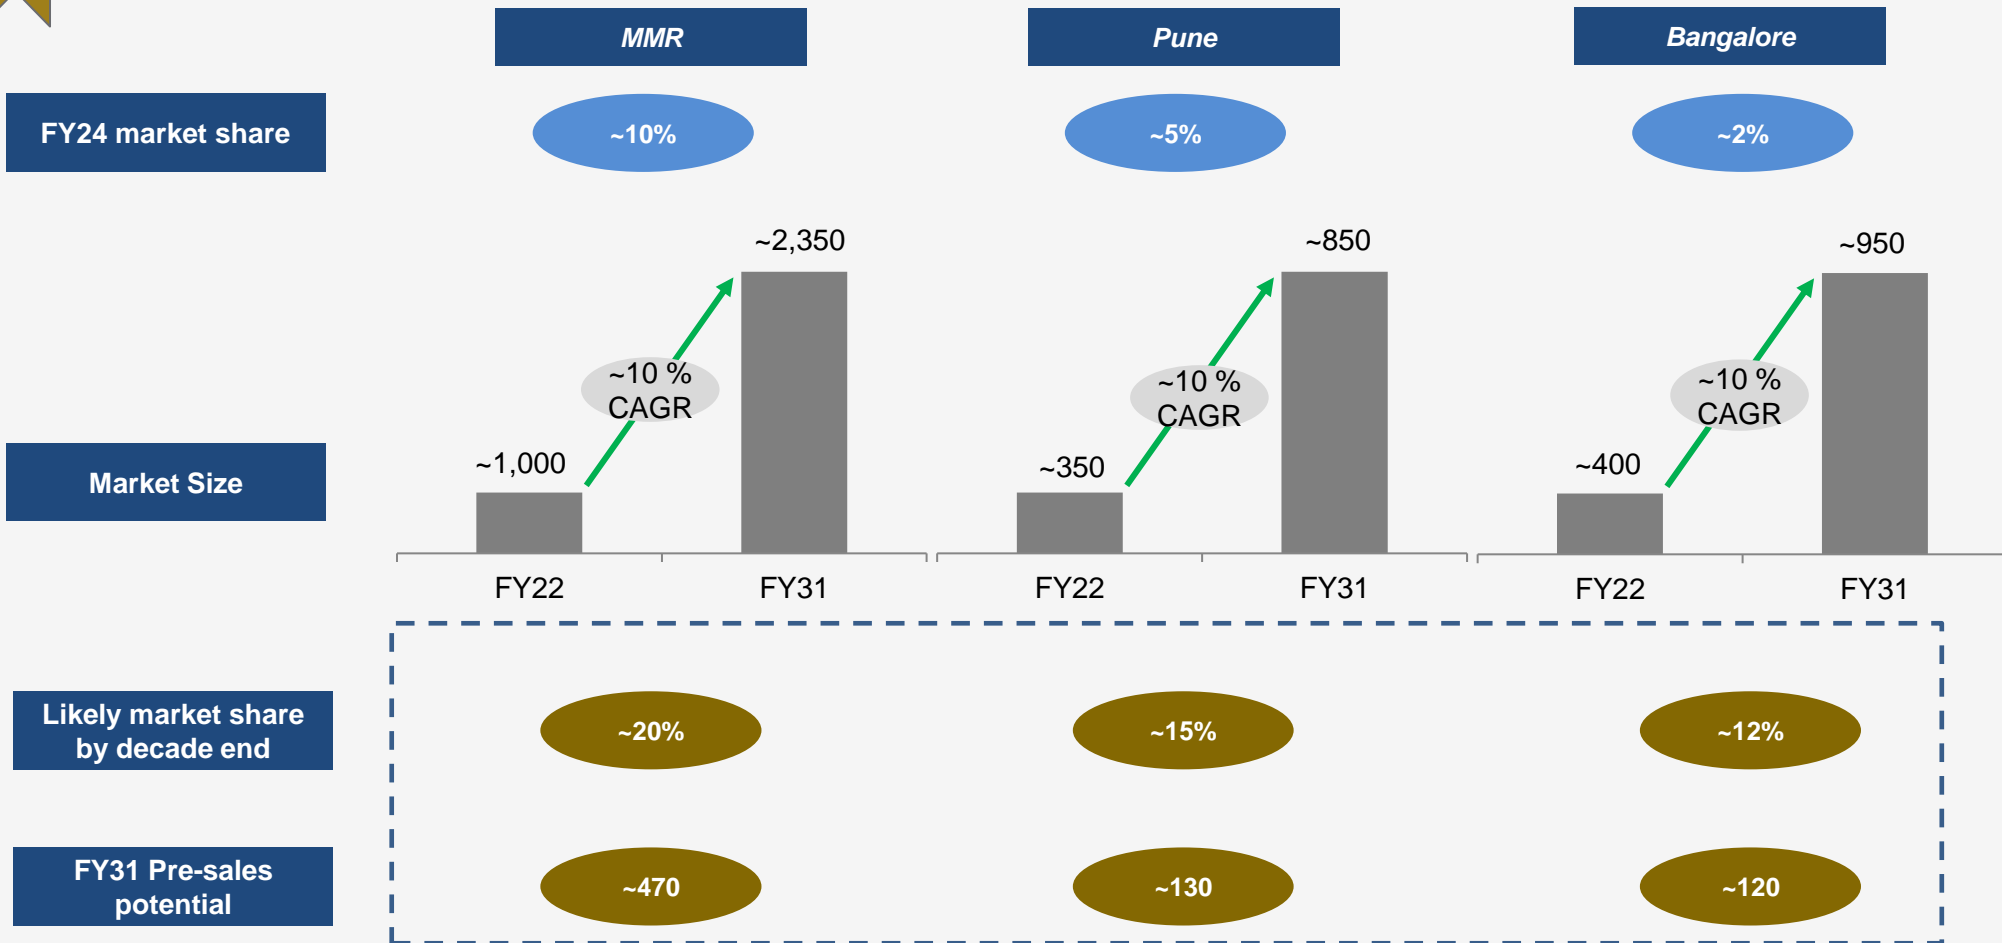 MMR
Pune
Bangalore
FY24 market share
~10%
~5%
~2%
Market Size
~1,000
~2,350
~10 %
CAGR
FY22
FY31
~350
~850
~10 %
CAGR
FY22
FY31
~400
~950
~10 %
CAGR
FY22
FY31
Likely market share
by decade end
~20%
~15%
~12%
FY31 Pre-sales
potential
~470
~130
~120